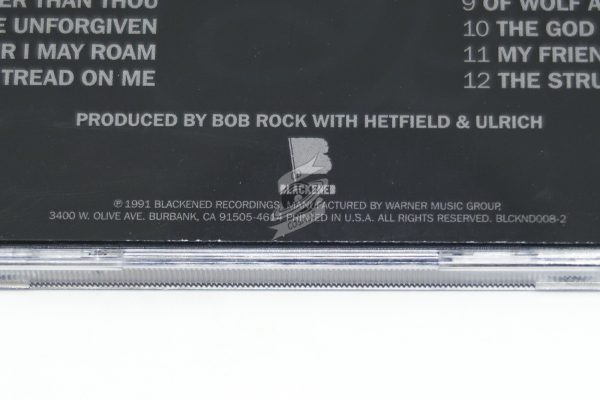 ER THAN THOU
E UNFORGIVEN
R I MAY ROAM
TREAD ON ME
9 OF WOLF A
10 THE GOD
11 MY FRIEN
12 THE STRU
PRODUCED BY BOB ROCK WITH HETFIELD & ULRICH
B
BLACKENED
℗ 1991 BLACKENED RECORDINGS, MANUFACTURED BY WARNER MUSIC GROUP,
3400 W. OLIVE AVE. BURBANK, CA 91505-4614 PRINTED IN U.S.A. ALL RIGHTS RESERVED. BLCKND008-2